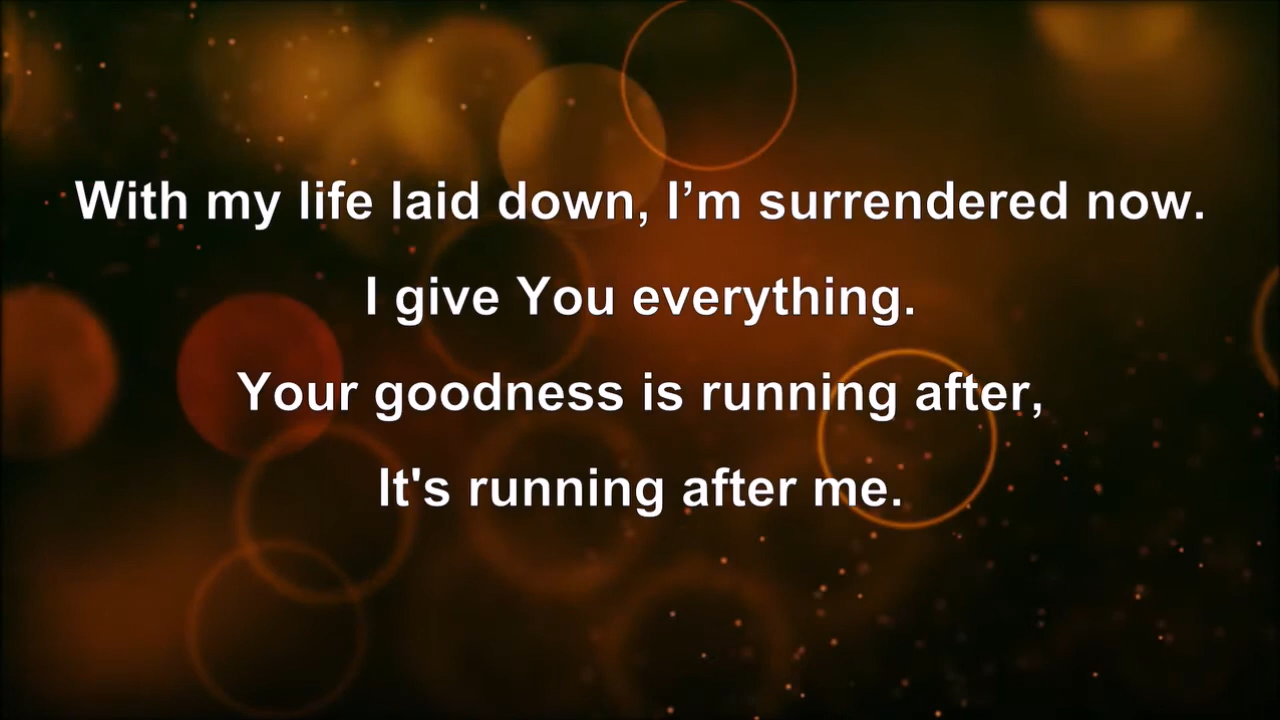 With my life laid down, I’m surrendered now.
I give You everything.
Your goodness is running after,
It's running after me.